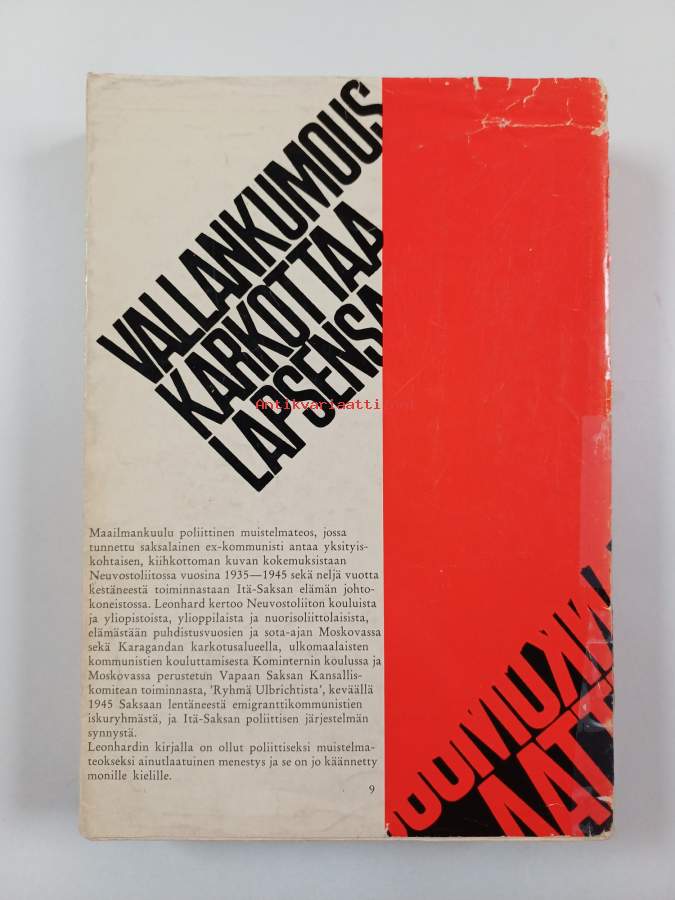 VALLANKUMOUS
KARKOTTAA
LAPSENSA
Antikvariaatti
Maailmankuulu poliittinen muistelmateos, jossa
tunnettu saksalainen ex-kommunisti antaa yksityis-
kohtaisen, kiihkottoman kuvan kokemuksistaan
Neuvostoliitossa vuosina 1935—1945 sekä neljä vuotta
kestäneestä toiminnastaan Itä-Saksan elämän johto-
koneistossa. Leonhard kertoo Neuvostoliiton kouluista
ja yliopistoista, ylioppilaista ja nuorisoliittolaisista,
elämästään puhdistusvuosien ja sota-ajan Moskovassa
sekä Karagandan karkotusalueella, ulkomaalaisten
kommunistien kouluttamisesta Kominternin koulussa ja
Moskovassa perustetun Vapaan Saksan Kansallis-
komitean toiminnasta, 'Ryhmä Ulbrichtista', keväällä
1945 Saksaan lentäneestä emigranttikommunistien
iskuryhmästä, ja Itä-Saksan poliittisen järjestelmän
synnystä.
Leonhardin kirjalla on ollut poliittiseksi muistelma-
teokseksi ainutlaatuinen menestys ja se on jo käännetty
monille kielille.
9